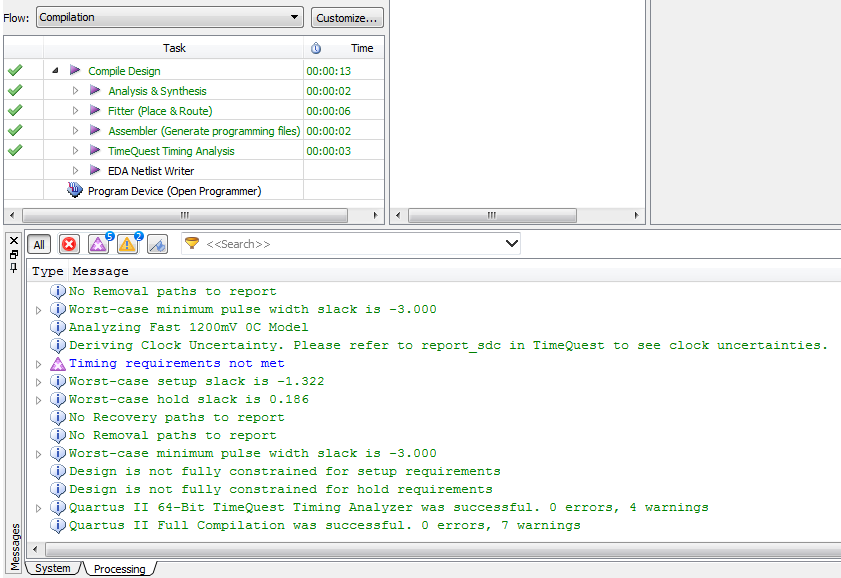 Flow: Compilation Customize...
Task Time
Compile Design 00:00:13
Analysis & Synthesis 00:00:02
Fitter (Place & Route) 00:00:06
Assembler (Generate programming files) 00:00:02
TimeQuest Timing Analysis 00:00:03
EDA Netlist Writer
Program Device (Open Programmer)
All 5 2 <<Search>>
Type Message
No Removal paths to report
Worst-case minimum pulse width slack is -3.000
Analyzing Fast 1200mV 0C Model
Deriving Clock Uncertainty. Please refer to report_sdc in TimeQuest to see clock uncertainties.
Timing requirements not met
Worst-case setup slack is -1.322
Worst-case hold slack is 0.186
No Recovery paths to report
No Removal paths to report
Worst-case minimum pulse width slack is -3.000
Design is not fully constrained for setup requirements
Design is not fully constrained for hold requirements
Quartus II 64-Bit TimeQuest Timing Analyzer was successful. 0 errors, 4 warnings
Quartus II Full Compilation was successful. 0 errors, 7 warnings
Messages
System Processing